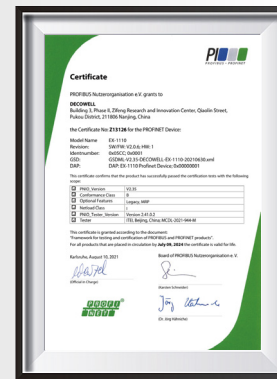 PI
PROFIBUS · PROFINET
Certificate
PROFIBUS Nutzerorganisation e.V. grants to
DECOWELL
Building 3, Phase II, Zifeng Research and Innovation Center, Qiaolin Street,
Pukou District, 211806 Nanjing, China
the Certificate No: Z13126 for the PROFINET Device:
Model Name: EX-1110
Revision: SW/FW: V2.0.6; HW: 1
Identnumber: 0x05CC; 0x0001
GSD: GSDML-V2.35-DECOWELL-EX-1110-20210630.xml
DAP: DAP: EX-1110 Profinet Device; 0x00000001
This certificate confirms that the product has successfully passed the certification tests with the following
scope:
PNIO_Version V2.35
Conformance Class B
Optional Features Legacy, MRP
Netload Class I
PNIO_Tester_Version Version 2.41.0.2
Tester ITEI, Beijing, China
This certificate is granted according to the document:
"Framework for testing and certification of PROFIBUS and PROFINET products".
For all products that are placed in circulation by July 09, 2024 the certificate is valid for life.
Karlsruhe, August 10, 2021
Board of PROFIBUS Nutzerorganisation e. V.
(Official in Charge)
(Karsten Schneider)
PROFI
NET
(Dr. Jörg Hähniche)